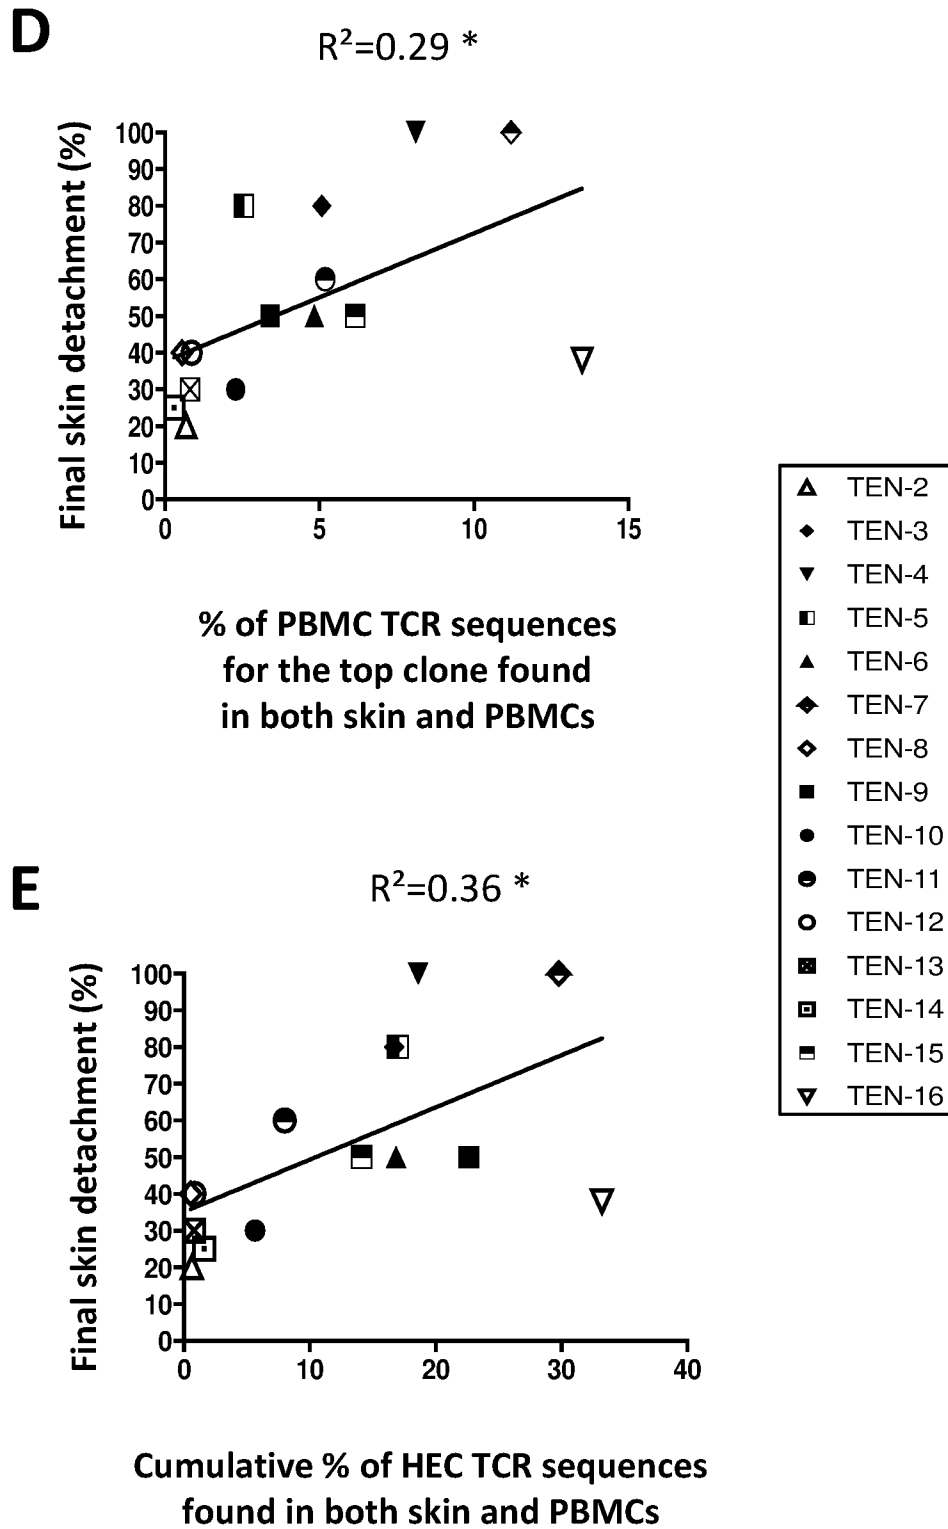 D
R²=0.29 *
Final skin detachment (%)
100
90
80
70
60
50
40
30
20
10
0
0 5 10 15
% of PBMC TCR sequences
for the top clone found
in both skin and PBMCs
TEN-2
TEN-3
TEN-4
TEN-5
TEN-6
TEN-7
TEN-8
TEN-9
TEN-10
TEN-11
TEN-12
TEN-13
TEN-14
TEN-15
TEN-16
E
R²=0.36 *
Final skin detachment (%)
100
90
80
70
60
50
40
30
20
10
0
0 10 20 30 40
Cumulative % of HEC TCR sequences
found in both skin and PBMCs